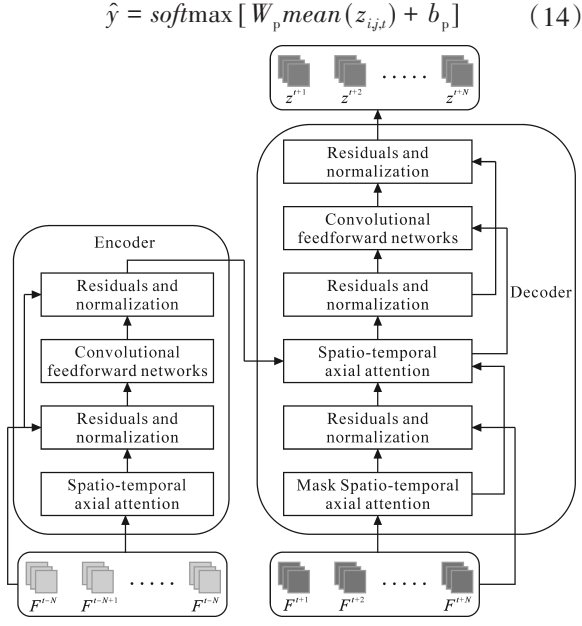 ŷ = softmax [ W_p mean (z_{i,j,t}) + b_p ] (14)
z^{t+1} z^{t+2} ····· z^{t+N}
Residuals and
normalization
Convolutional
feedforward networks
Residuals and
normalization
Decoder
Spatio-temporal
axial attention
Residuals and
normalization
Mask Spatio-temporal
axial attention
F^{t+1} F^{t+2} ····· F^{t+N}
Encoder
Residuals and
normalization
Convolutional
feedforward networks
Residuals and
normalization
Spatio-temporal
axial attention
F^{t-N} F^{t-N+1} ····· F^{t-N}